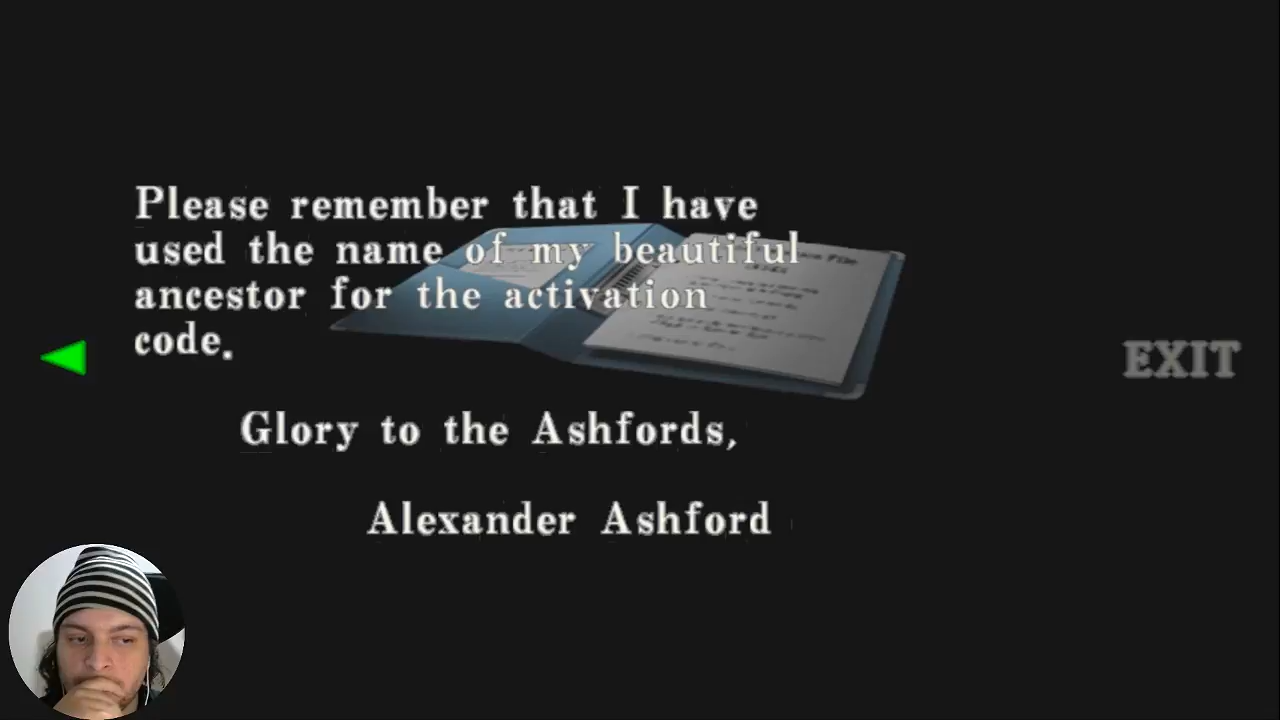 Please remember that I have
used the name of my beautiful
ancestor for the activation
code.
EXIT
Glory to the Ashfords,
Alexander Ashford